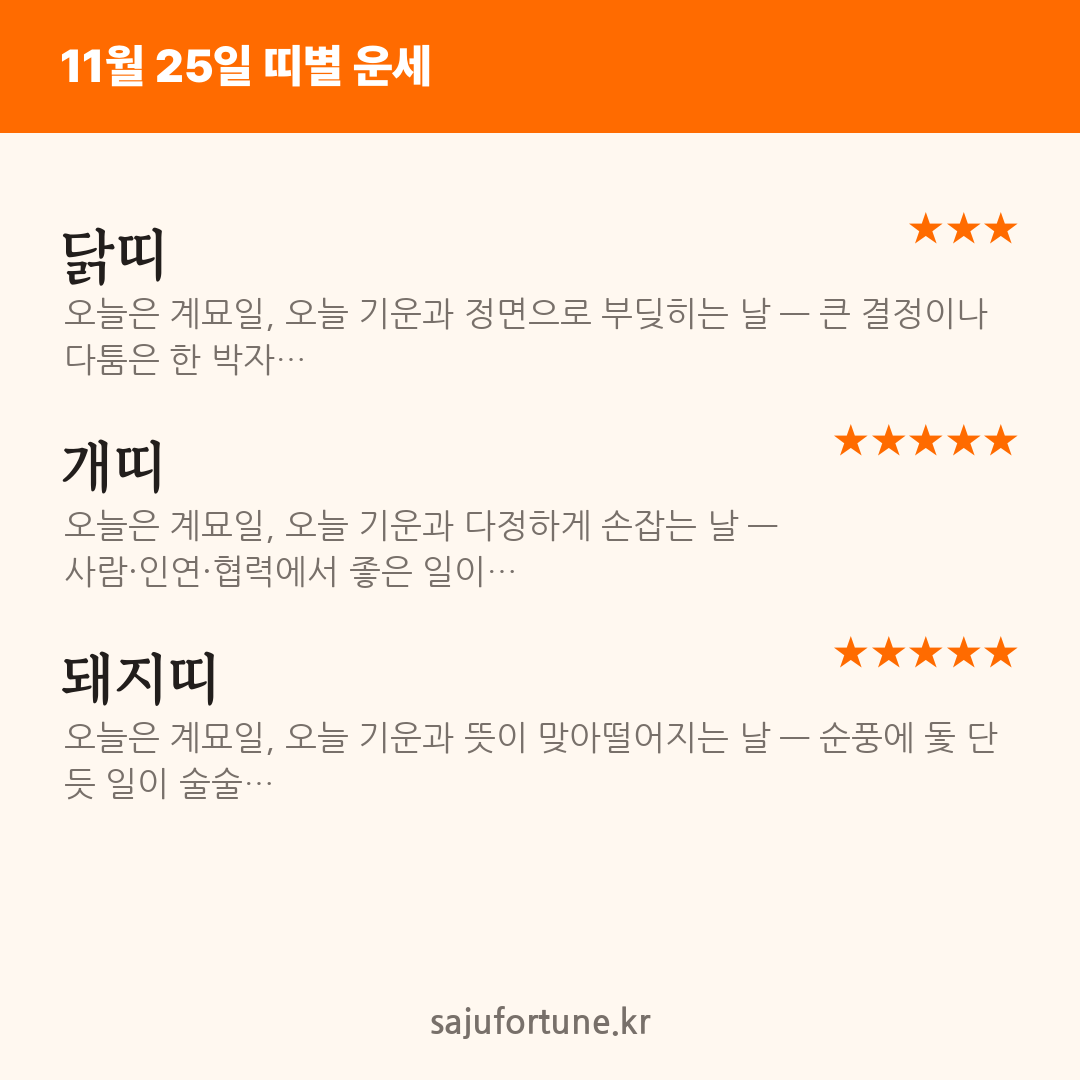 11월 25일 띠별 운세
닭띠
★★★
오늘은 계묘일, 오늘 기운과 정면으로 부딪히는 날 — 큰 결정이나
다툼은 한 박자…
개띠
★★★★★
오늘은 계묘일, 오늘 기운과 다정하게 손잡는 날 —
사람·인연·협력에서 좋은 일이…
돼지띠
★★★★★
오늘은 계묘일, 오늘 기운과 뜻이 맞아떨어지는 날 — 순풍에 돛 단
듯 일이 술술…
sajufortune.kr